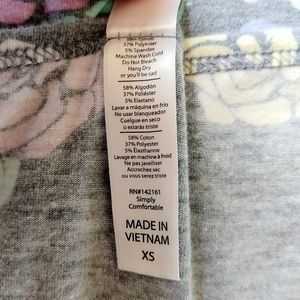 58% Cotton
37% Polyester
5% Spandex
Machine Wash Cold
Do Not Bleach
Hang Dry
or you'll be sad
58% Algodón
37% Poliéster
5% Elastano
Lavar a máquina en frío
No usar blanqueador
Cuelgue en seco
o estarás triste
58% Coton
37% Polyester
5% Élasthanne
Lavage en machine à froid
Ne pas javelliser
Accrochez sec
ou vous serez triste
RN#142161
Simply
Comfortable
MADE IN
VIETNAM
XS